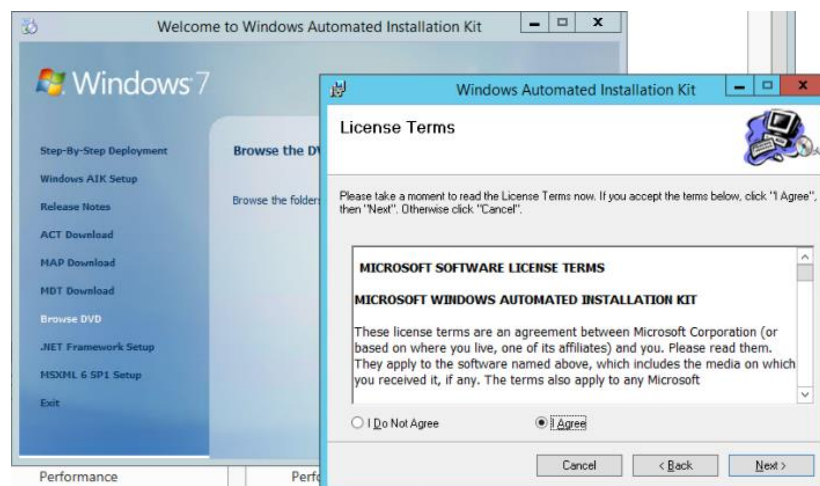 Welcome to Windows Automated Installation Kit
Windows 7
Step-By-Step Deployment
Windows AIK Setup
Release Notes
ACT Download
MAP Download
MDT Download
Browse DVD
.NET Framework Setup
MSXML 6 SP1 Setup
Exit
Browse the
Browse the folder
Windows Automated Installation Kit
License Terms
Please take a moment to read the License Terms now. If you accept the terms below, click "I Agree",
then "Next". Otherwise click "Cancel".
MICROSOFT SOFTWARE LICENSE TERMS
MICROSOFT WINDOWS AUTOMATED INSTALLATION KIT
These license terms are an agreement between Microsoft Corporation (or
based on where you live, one of its affiliates) and you. Please read them.
They apply to the software named above, which includes the media on which
you received it, if any. The terms also apply to any Microsoft
I Do Not Agree
I Agree
Cancel
< Back
Next >
Performance